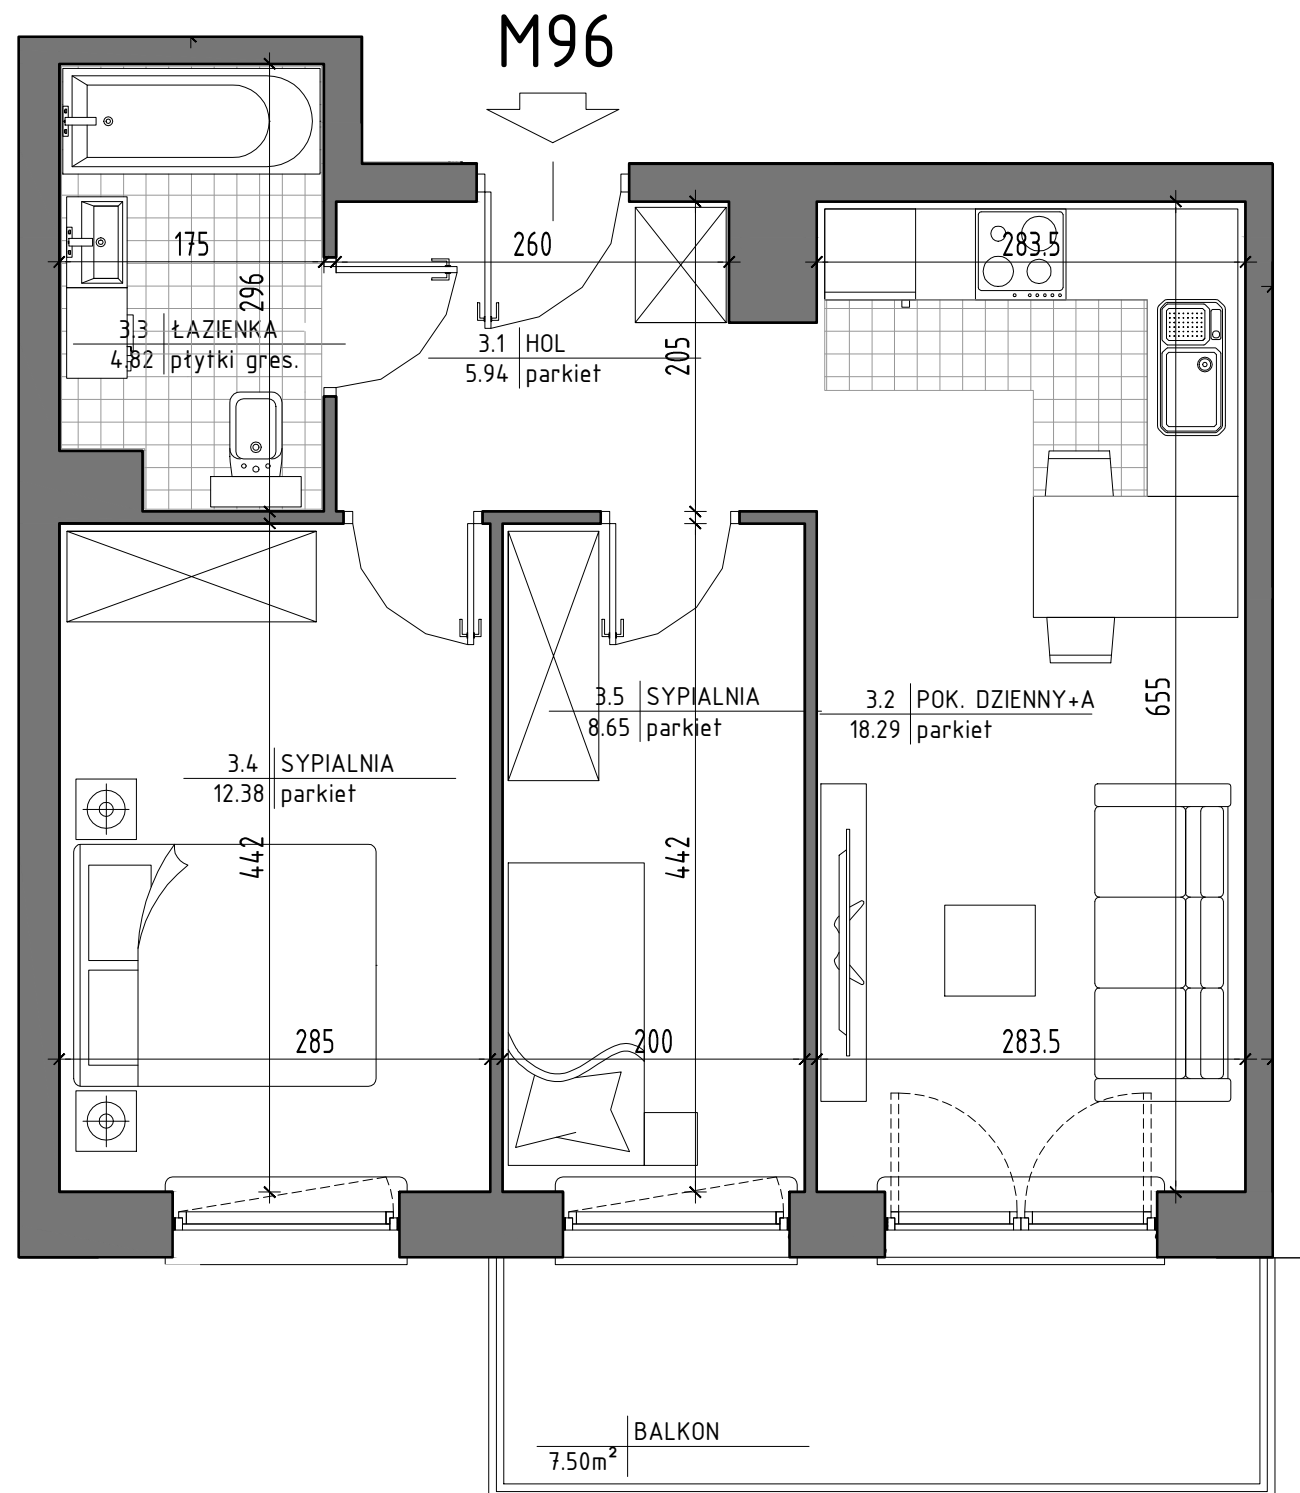 M96
175
260
283.5
296
3.3 ŁAZIENKA
4.82 płytki gres.
3.1 HOL
5.94 parkiet
205
3.5 SYPIALNIA
8.65 parkiet
3.2 POK. DZIENNY+A
18.29 parkiet
655
3.4 SYPIALNIA
12.38 parkiet
442
442
285
200
283.5
BALKON
7.50m²